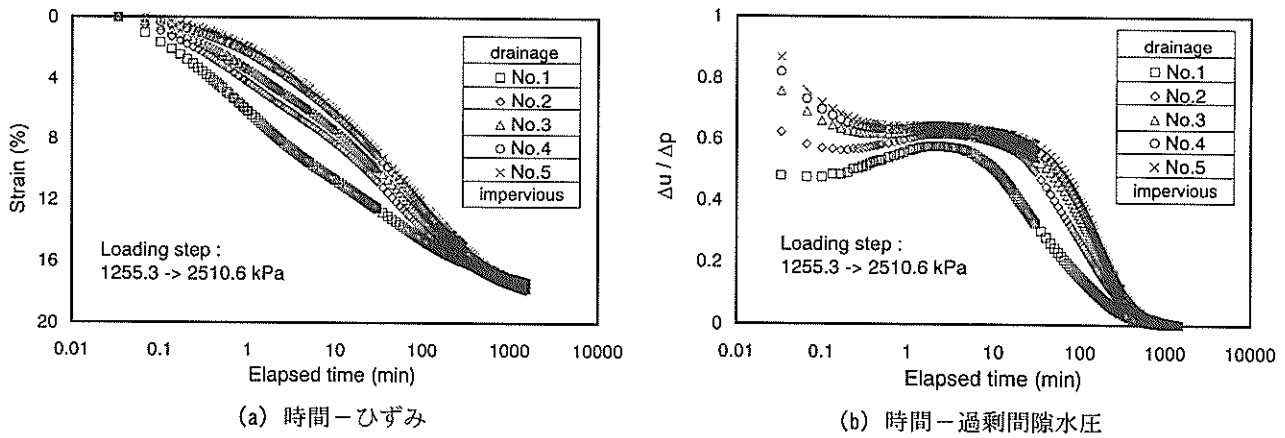 0
4
8
12
16
20
Strain (%)
drainage
□ No.1
◇ No.2
△ No.3
○ No.4
× No.5
impervious
Loading step :
1255.3 -> 2510.6 kPa
0.01 0.1 1 10 100 1000 10000
Elapsed time (min)
(a) 時間－ひずみ
1
0.8
0.6
0.4
0.2
0
Δu / Δp
drainage
□ No.1
◇ No.2
△ No.3
○ No.4
× No.5
impervious
Loading step :
1255.3 -> 2510.6 kPa
0.01 0.1 1 10 100 1000 10000
Elapsed time (min)
(b) 時間－過剰間隙水圧